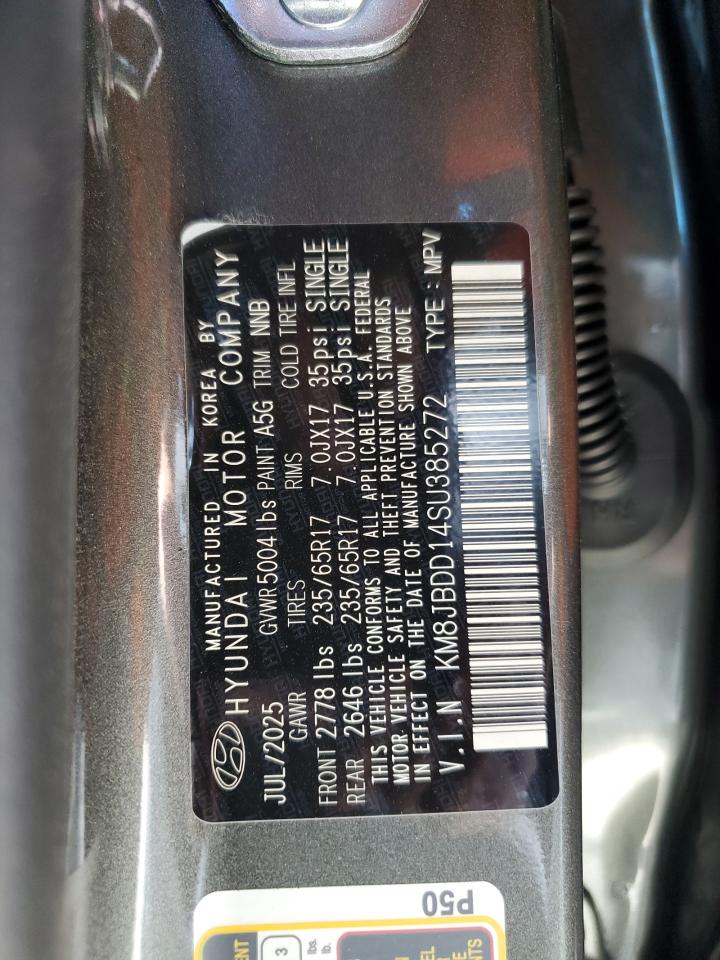 MANUFACTURED IN KOREA BY
HYUNDAI MOTOR COMPANY
JUL/2025 GVWR 5004 lbs PAINT A5G TRIM NNB
GAWR TIRES RIMS COLD TIRE INFL
FRONT 2778 lbs 235/65R17 7.0JX17 35psi SINGLE
REAR 2646 lbs 235/65R17 7.0JX17 35psi SINGLE
THIS VEHICLE CONFORMS TO ALL APPLICABLE U.S.A. FEDERAL
MOTOR VEHICLE SAFETY AND THEFT PREVENTION STANDARDS
IN EFFECT ON THE DATE OF MANUFACTURE SHOWN ABOVE
V.I.N KM8JBDD14SU385272 TYPE : MPV
P50
3
lbs.
lb.